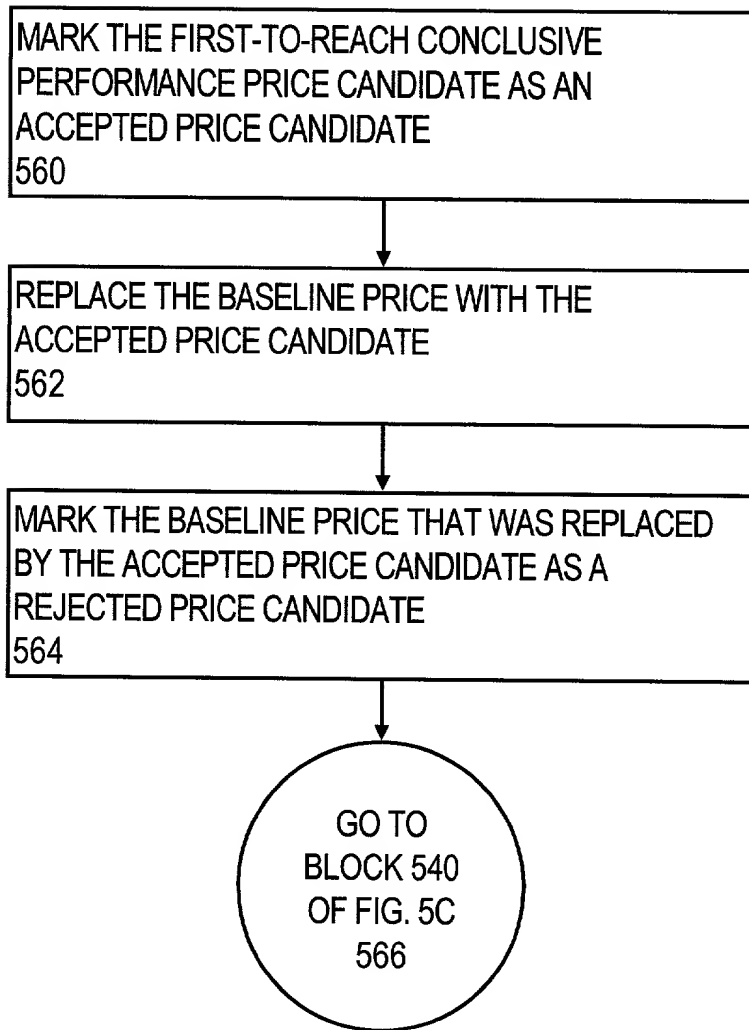 MARK THE FIRST-TO-REACH CONCLUSIVE
PERFORMANCE PRICE CANDIDATE AS AN
ACCEPTED PRICE CANDIDATE
560
REPLACE THE BASELINE PRICE WITH THE
ACCEPTED PRICE CANDIDATE
562
MARK THE BASELINE PRICE THAT WAS REPLACED
BY THE ACCEPTED PRICE CANDIDATE AS A
REJECTED PRICE CANDIDATE
564
GO TO
BLOCK 540
OF FIG. 5C
566